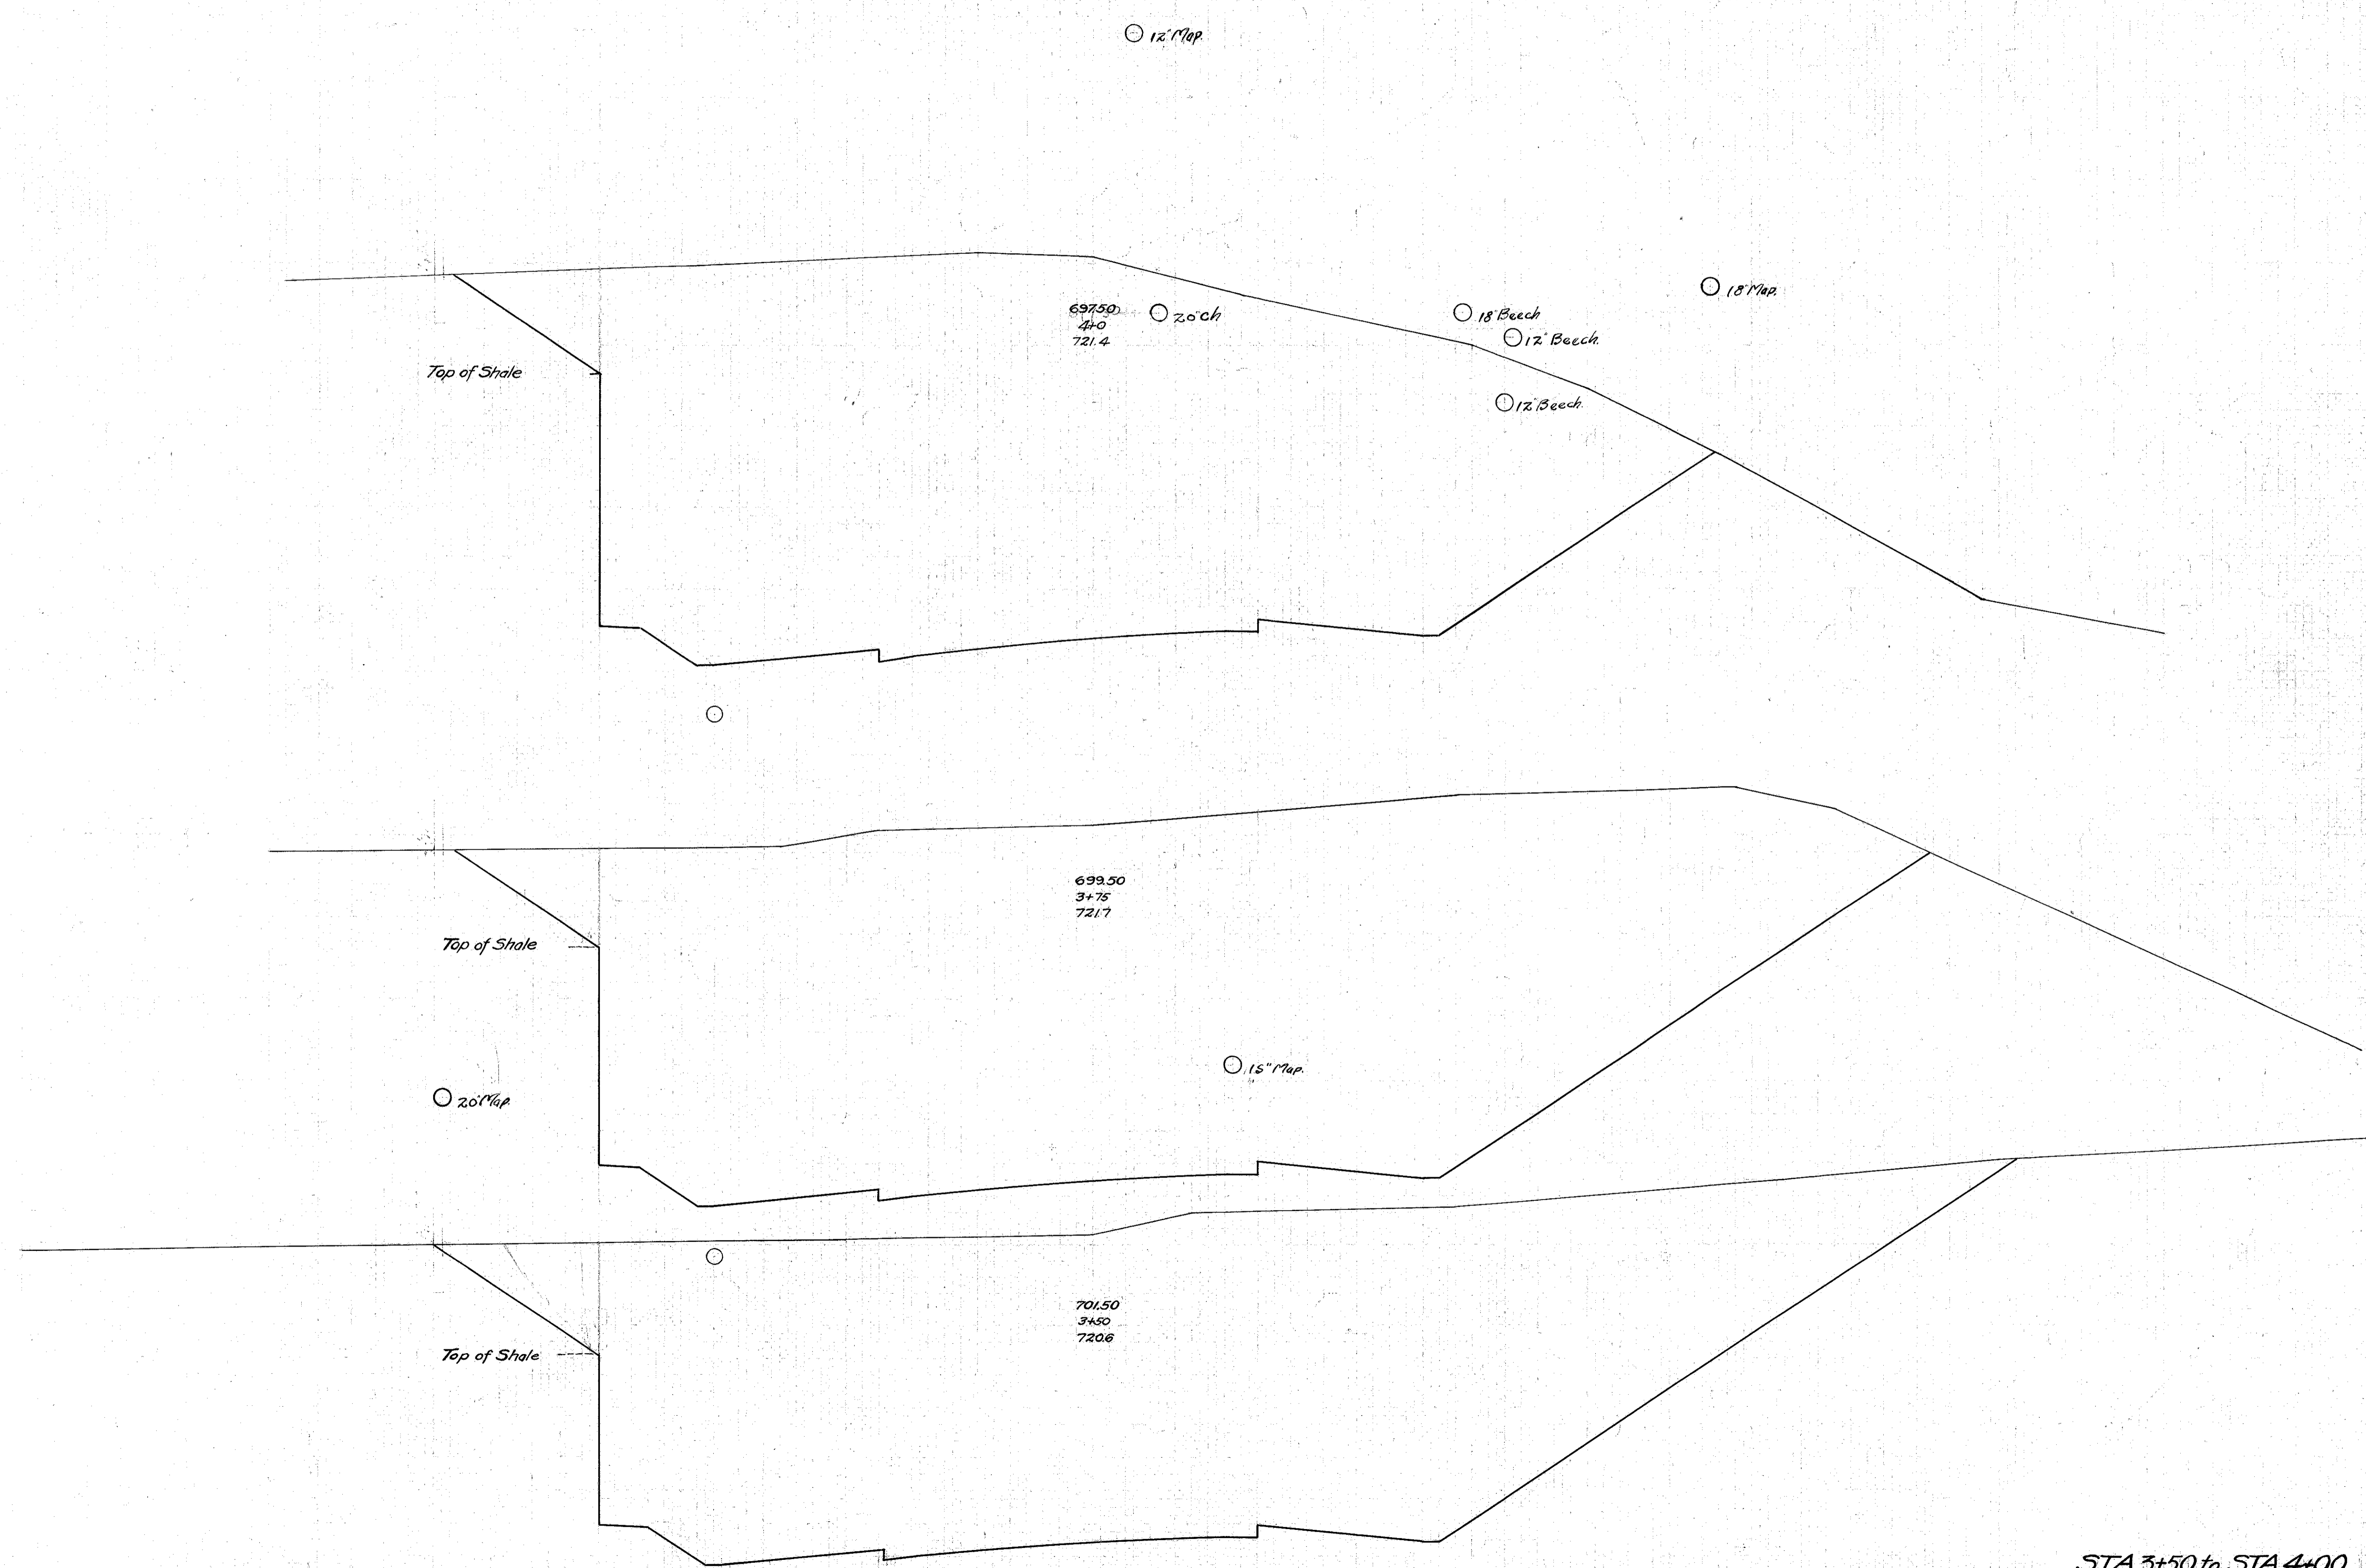 12" Map.
18" Map.
697.50
4+0
721.4
20" Ch
18" Beech
12" Beech.
Top of Shale
12" Beech.
699.50
3+75
721.7
Top of Shale
15" Map.
20" Map.
701.50
3+50
720.6
Top of Shale
STA 3+50 to STA 4+00